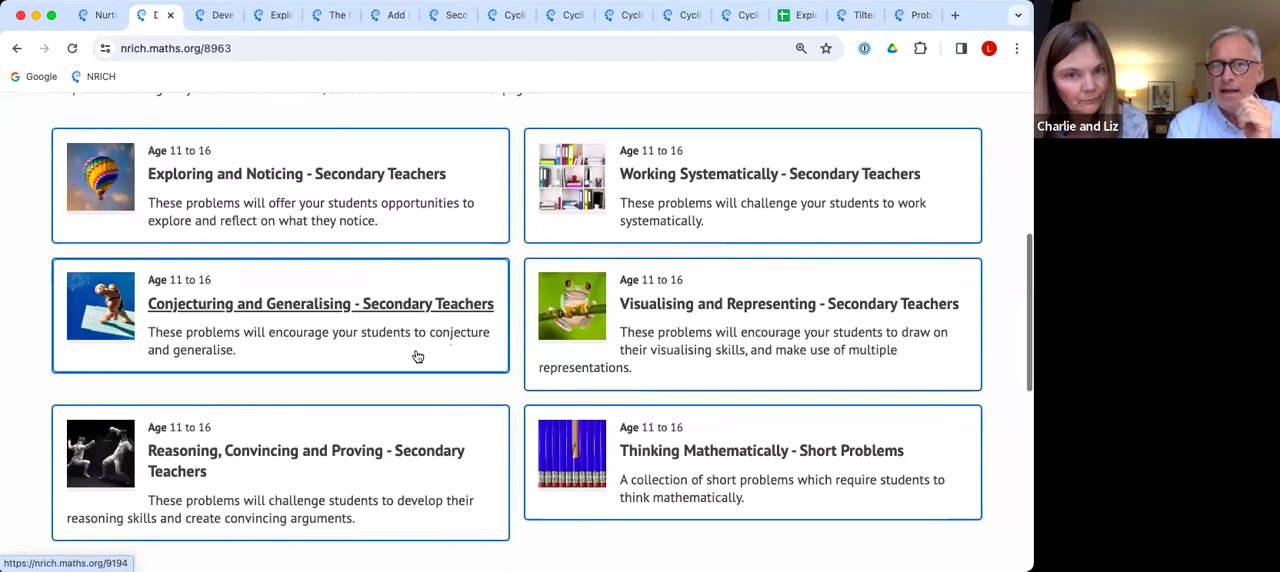 Nurt
D
Deve
Explo
The I
Add
Seco
Cycli
Cycli
Cycli
Cycli
Cycli
Explo
Tilted
Prob
nrich.maths.org/8963
L
Google
NRICH
Charlie and Liz
Age 11 to 16
Exploring and Noticing - Secondary Teachers
These problems will offer your students opportunities to
explore and reflect on what they notice.
Age 11 to 16
Working Systematically - Secondary Teachers
These problems will challenge your students to work
systematically.
Age 11 to 16
Conjecturing and Generalising - Secondary Teachers
These problems will encourage your students to conjecture
and generalise.
Age 11 to 16
Visualising and Representing - Secondary Teachers
These problems will encourage your students to draw on
their visualising skills, and make use of multiple
representations.
Age 11 to 16
Reasoning, Convincing and Proving - Secondary
Teachers
These problems will challenge students to develop their
reasoning skills and create convincing arguments.
Age 11 to 16
Thinking Mathematically - Short Problems
A collection of short problems which require students to
think mathematically.
https://nrich.maths.org/9194